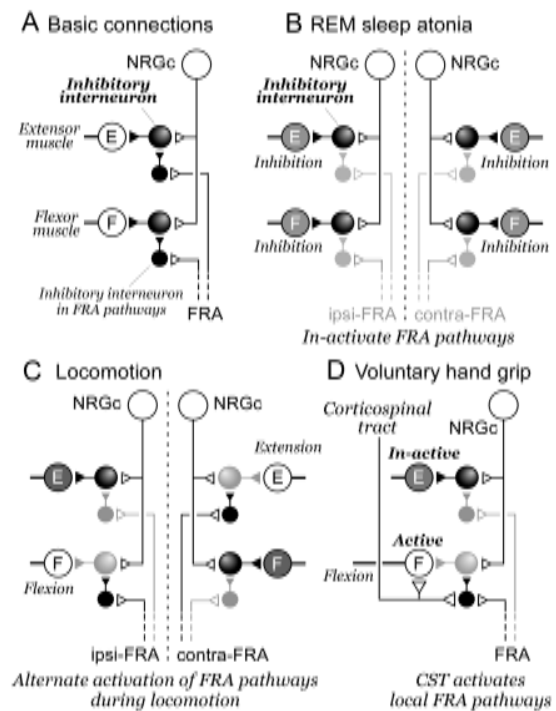 A Basic connections
NRGc
Inhibitory
interneuron
Extensor
muscle
E
Flexor
muscle
F
Inhibitory interneuron
in FRA pathways
FRA
B REM sleep atonia
NRGc
NRGc
Inhibitory
interneuron
E
E
Inhibition
Inhibition
F
F
Inhibition
Inhibition
ipsi-FRA
contra-FRA
In-activate FRA pathways
C Locomotion
NRGc
NRGc
Extension
E
E
F
F
Flexion
ipsi-FRA
contra-FRA
Alternate activation of FRA pathways
during locomotion
D Voluntary hand grip
Corticospinal
tract
NRGc
In-active
E
Active
F
Flexion
FRA
CST activates
local FRA pathways